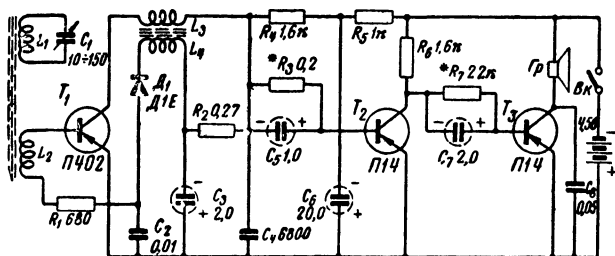 L₁
C₁
10÷150
L₃
L₄
R₄ 1,6к
R₅ 1к
R₆ 1,6к
*R₃ 0,2
*R₇ 22к
Гр
Вк
Д₁
Д1Е
T₁
П402
R₂ 0,27
C₅ 1,0
T₂
П14
C₇ 2,0
T₃
П14
4,5в
L₂
R₁ 680
C₂
0,01
C₃
2,0
C₄ 6800
C₆
20,0
C₈
0,05